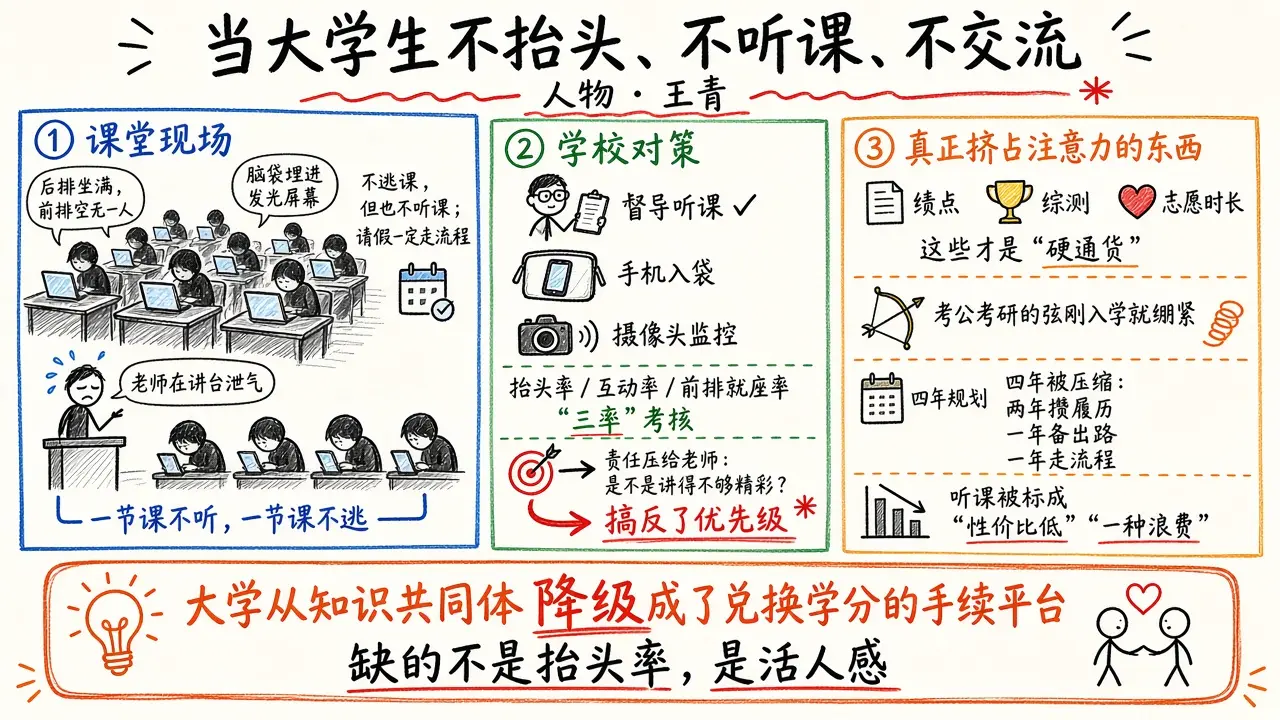 当大学生不抬头、不听课、不交流
人物·王青
① 课堂现场
后排坐满，
前排空无一人
脑袋埋进
发光屏幕
不逃课，
但也不听课；
请假一定走流程
老师在讲台泄气
一节课不听，一节课不逃
② 学校对策
督导听课 ✓
手机入袋
摄像头监控
抬头率 / 互动率 / 前排就座率
“三率”考核
责任压给老师：
是不是讲得不够精彩？
搞反了优先级
③ 真正挤占注意力的东西
绩点
综测
志愿时长
这些才是“硬通货”
考公考研的弦刚入学就绷紧
四年规划
四年被压缩：
两年攒履历
一年备出路
一年走流程
听课被标成
“性价比低”“一种浪费”
大学从知识共同体降级成了兑换学分的手续平台
缺的不是抬头率，是活人感